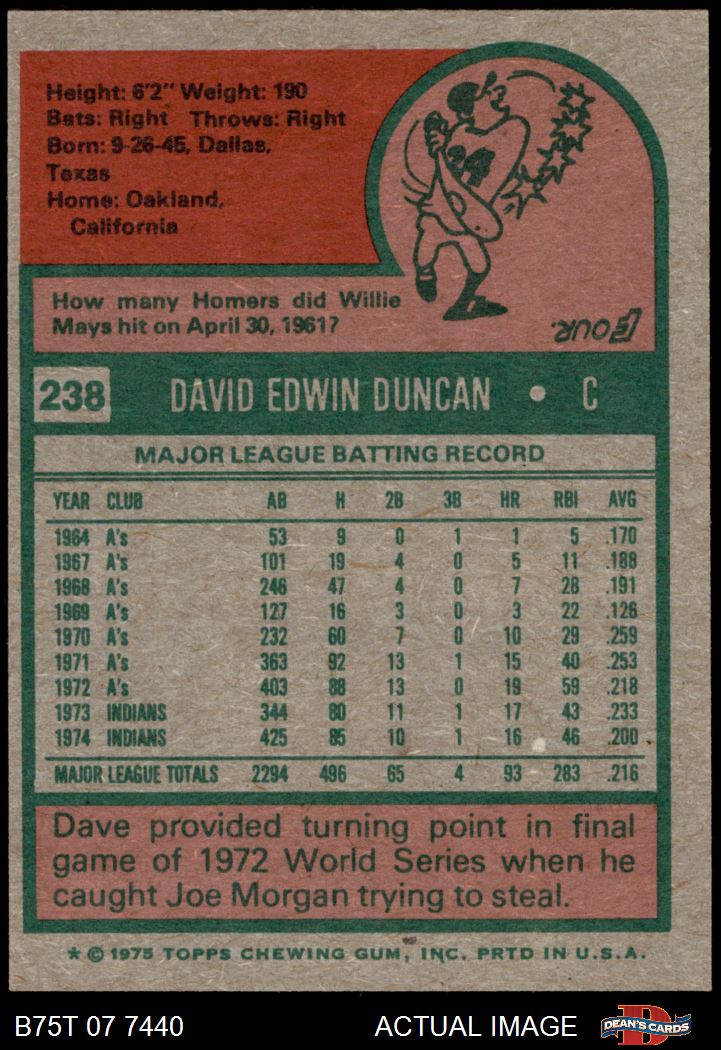 Height: 6'2" Weight: 190
Bats: Right Throws: Right
Born: 9-26-45, Dallas,
Texas
Home: Oakland,
California
24
How many Homers did Willie
Mays hit on April 30, 1961?
FOUR.
238 DAVID EDWIN DUNCAN • C
MAJOR LEAGUE BATTING RECORD
YEAR CLUB AB H 2B 3B HR RBI AVG
1964 A's 53 9 0 1 1 5 .170
1967 A's 101 19 4 0 5 11 .188
1968 A's 246 47 4 0 7 28 .191
1969 A's 127 16 3 0 3 22 .126
1970 A's 232 60 7 0 10 29 .259
1971 A's 363 92 13 1 15 40 .253
1972 A's 403 88 13 0 19 59 .218
1973 INDIANS 344 80 11 1 17 43 .233
1974 INDIANS 425 85 10 1 16 46 .200
MAJOR LEAGUE TOTALS 2294 496 65 4 93 283 .216
Dave provided turning point in final
game of 1972 World Series when he
caught Joe Morgan trying to steal.
* © 1975 TOPPS CHEWING GUM, INC. PRTD IN U.S.A.
B75T 07 7440 ACTUAL IMAGE D DEAN'S CARDS